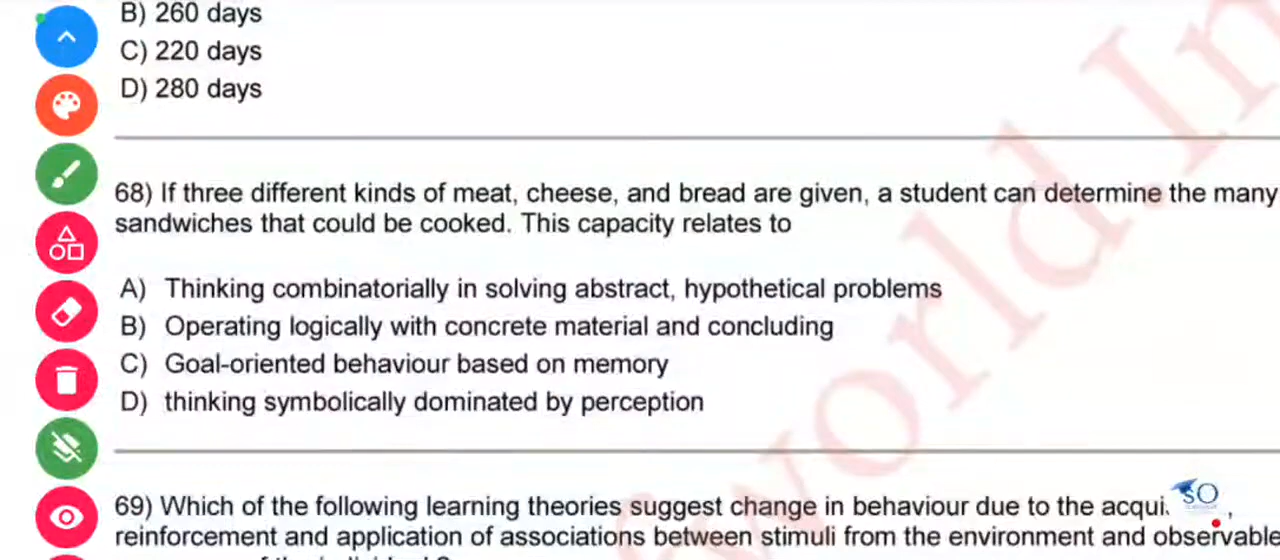 B) 260 days
C) 220 days
D) 280 days
68) If three different kinds of meat, cheese, and bread are given, a student can determine the many
sandwiches that could be cooked. This capacity relates to
A) Thinking combinatorially in solving abstract, hypothetical problems
B) Operating logically with concrete material and concluding
C) Goal-oriented behaviour based on memory
D) thinking symbolically dominated by perception
69) Which of the following learning theories suggest change in behaviour due to the
reinforcement and application of associations between stimuli from the environment and observable
SO
world.In